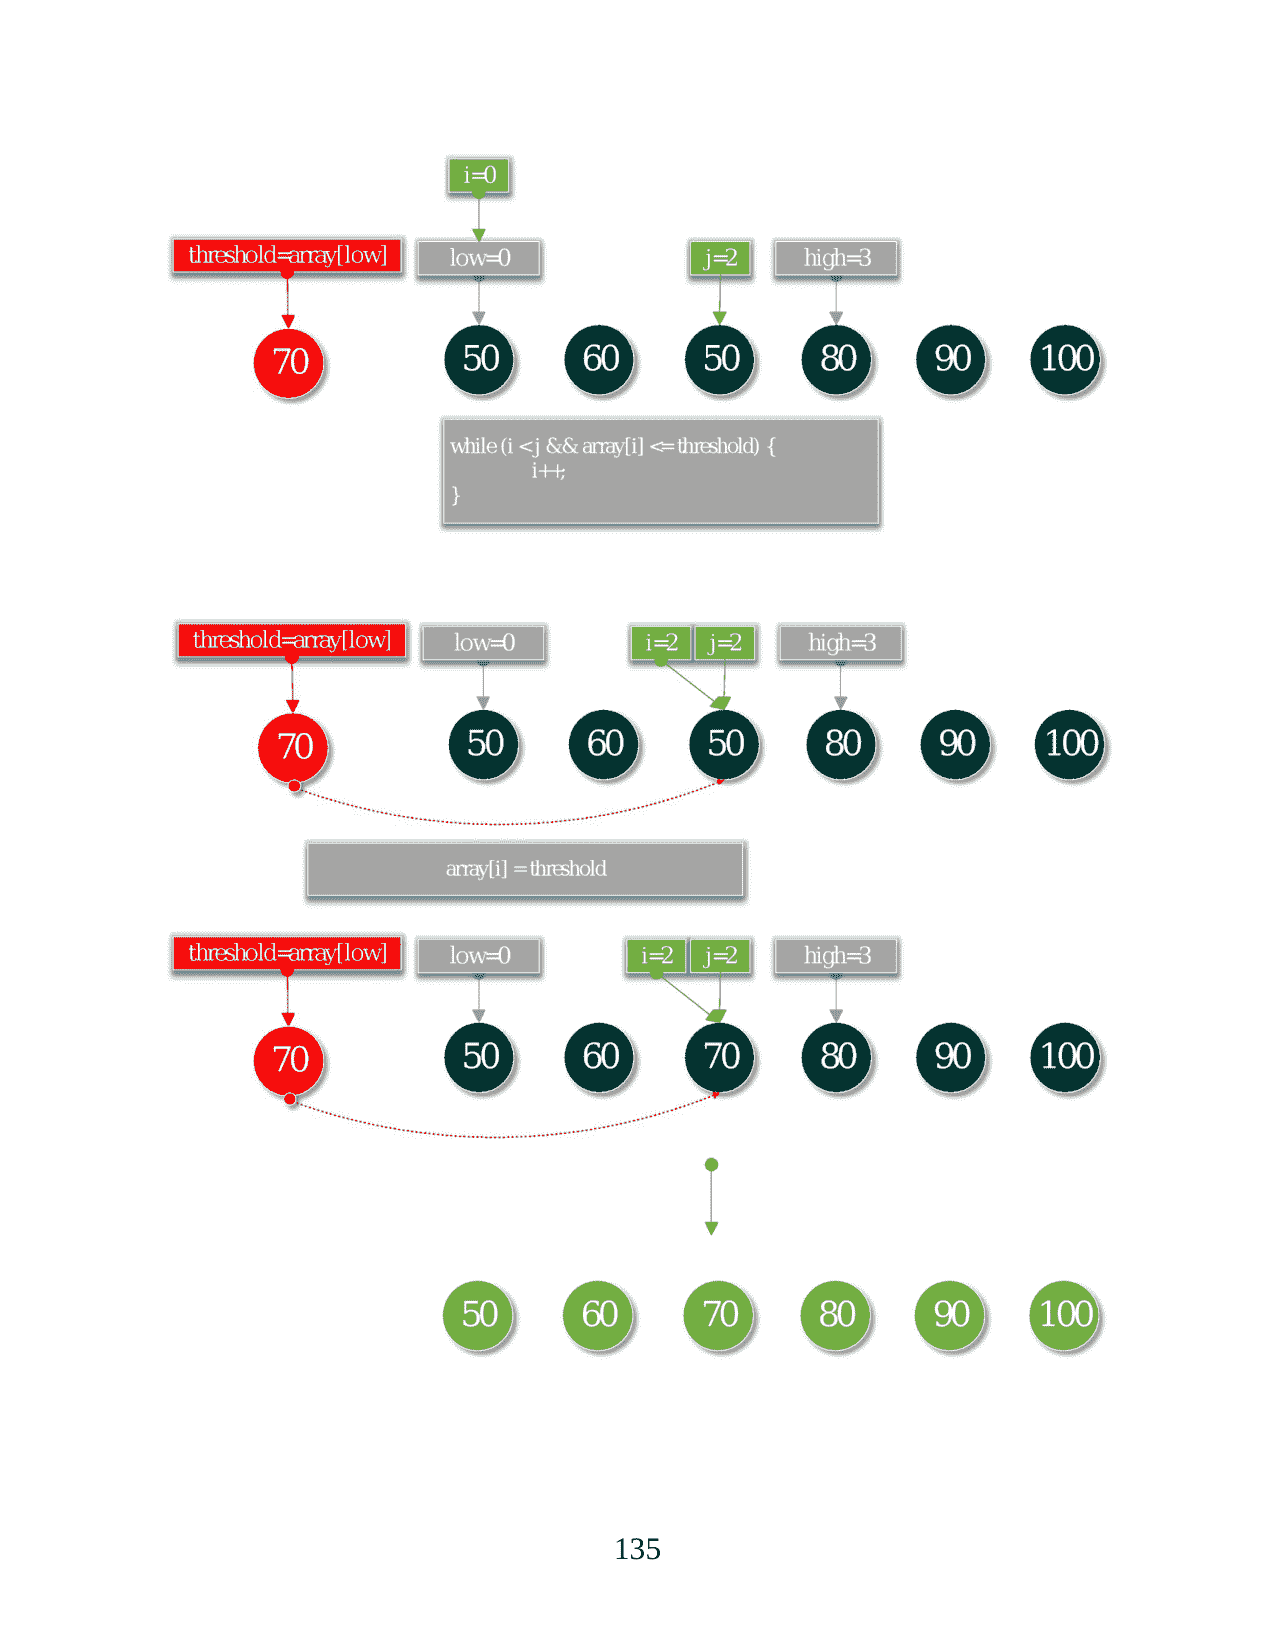 i=0
threshold=array[low] low=0 j=2 high=3
70 50 60 50 80 90 100
while (i < j && array[i] <= threshold) {
i++;
}
threshold=array[low] low=0 i=2 j=2 high=3
70 50 60 50 80 90 100
array[i] = threshold
threshold=array[low] low=0 i=2 j=2 high=3
70 50 60 70 80 90 100
50 60 70 80 90 100
135